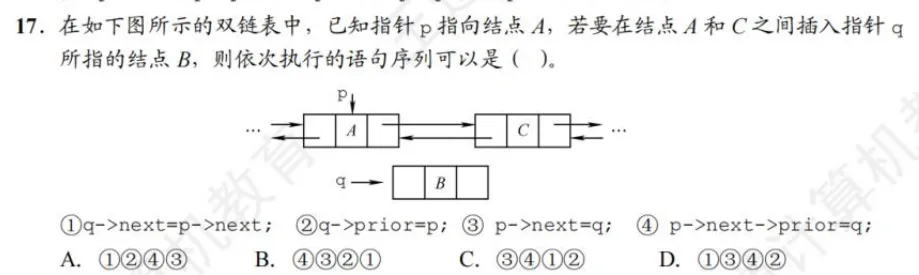 17. 在如下图所示的双链表中，已知指针 p 指向结点 A，若要在结点 A 和 C 之间插入指针 q
所指的结点 B，则依次执行的语句序列可以是（ ）。
p
… A C …
q B
①q->next=p->next; ②q->prior=p; ③ p->next=q; ④ p->next->prior=q;
A. ①②④③ B. ④③②① C. ③④①② D. ①③④②